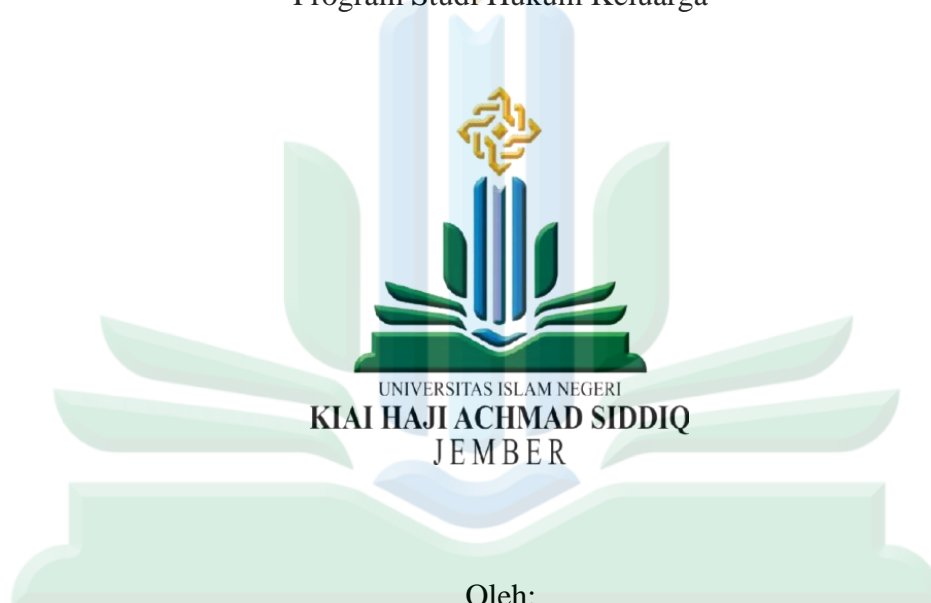 Program Studi Hukum Keluarga
UNIVERSITAS ISLAM NEGERI
KIAI HAJI ACHMAD SIDDIQ
JEMBER
Oleh: